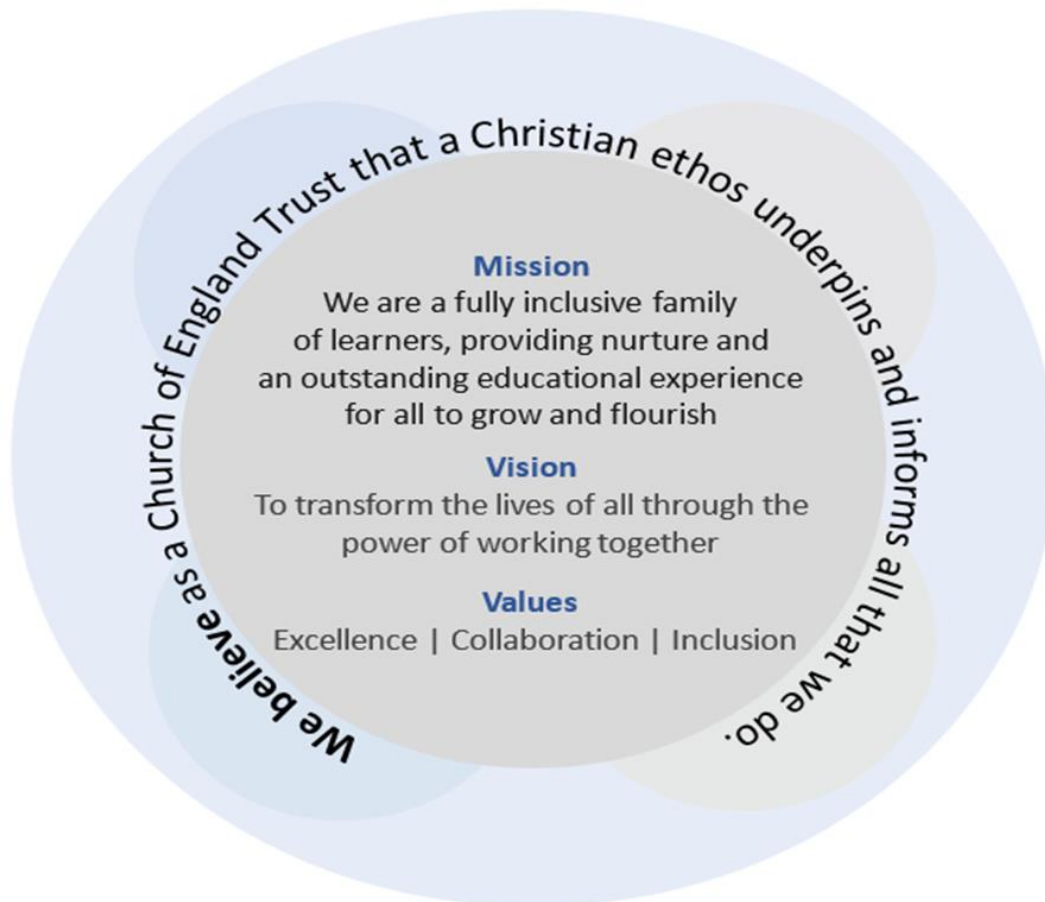 We believe as a Church of England Trust that a Christian ethos underpins and informs all that we do.
Mission
We are a fully inclusive family
of learners, providing nurture and
an outstanding educational experience
for all to grow and flourish
Vision
To transform the lives of all through the
power of working together
Values
Excellence | Collaboration | Inclusion